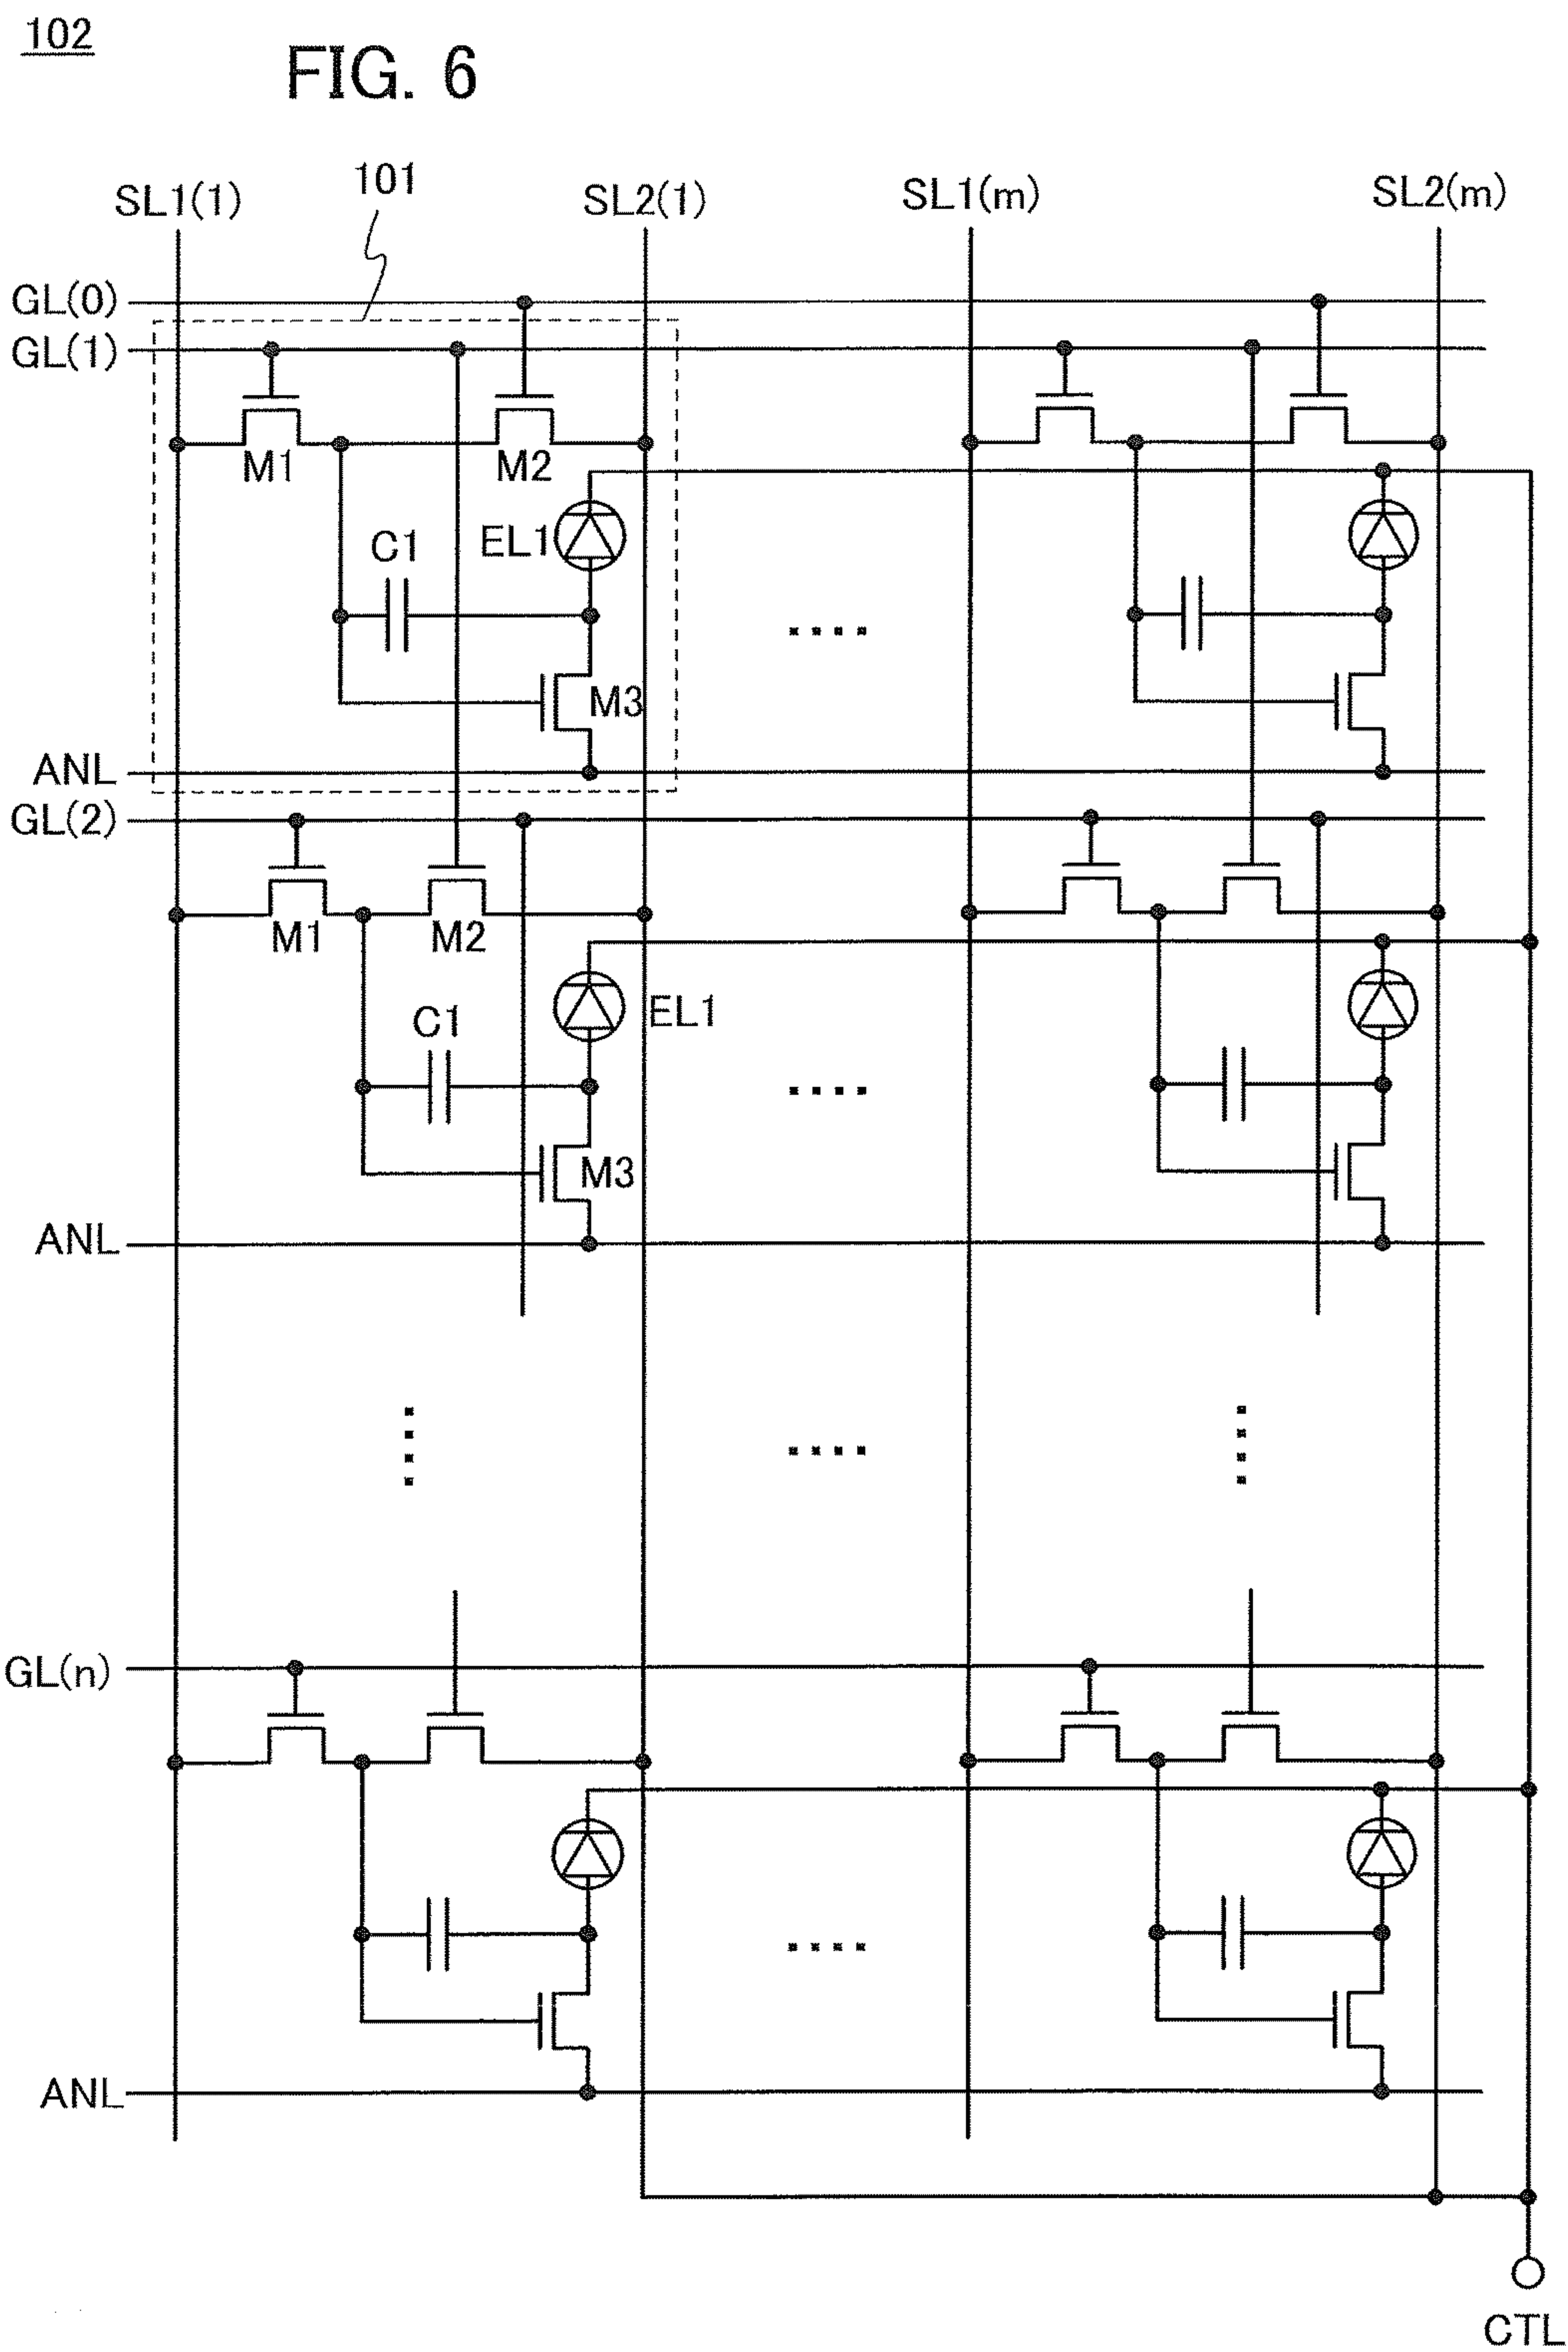 102
FIG. 6
101
SL1(1)
SL2(1)
SL1(m)
SL2(m)
GL(0)
GL(1)
M1
M2
C1
EL1
M3
ANL
GL(2)
M1
M2
C1
EL1
M3
ANL
GL(n)
ANL
CTL